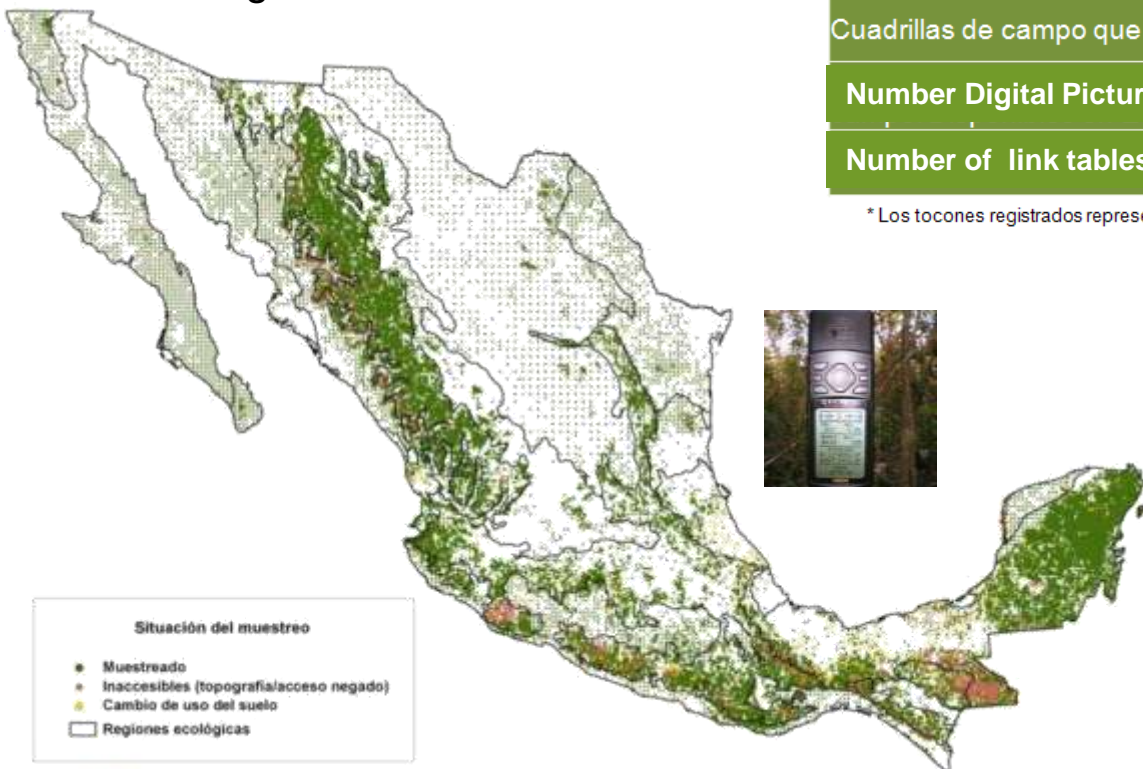 Cuadrillas de campo que
Number Digital Pictur
Number of link tables
* Los tocones registrados represe
Situación del muestreo
Muestreado
Inaccesibles (topografía/acceso negado)
Cambio de uso del suelo
Regiones ecológicas